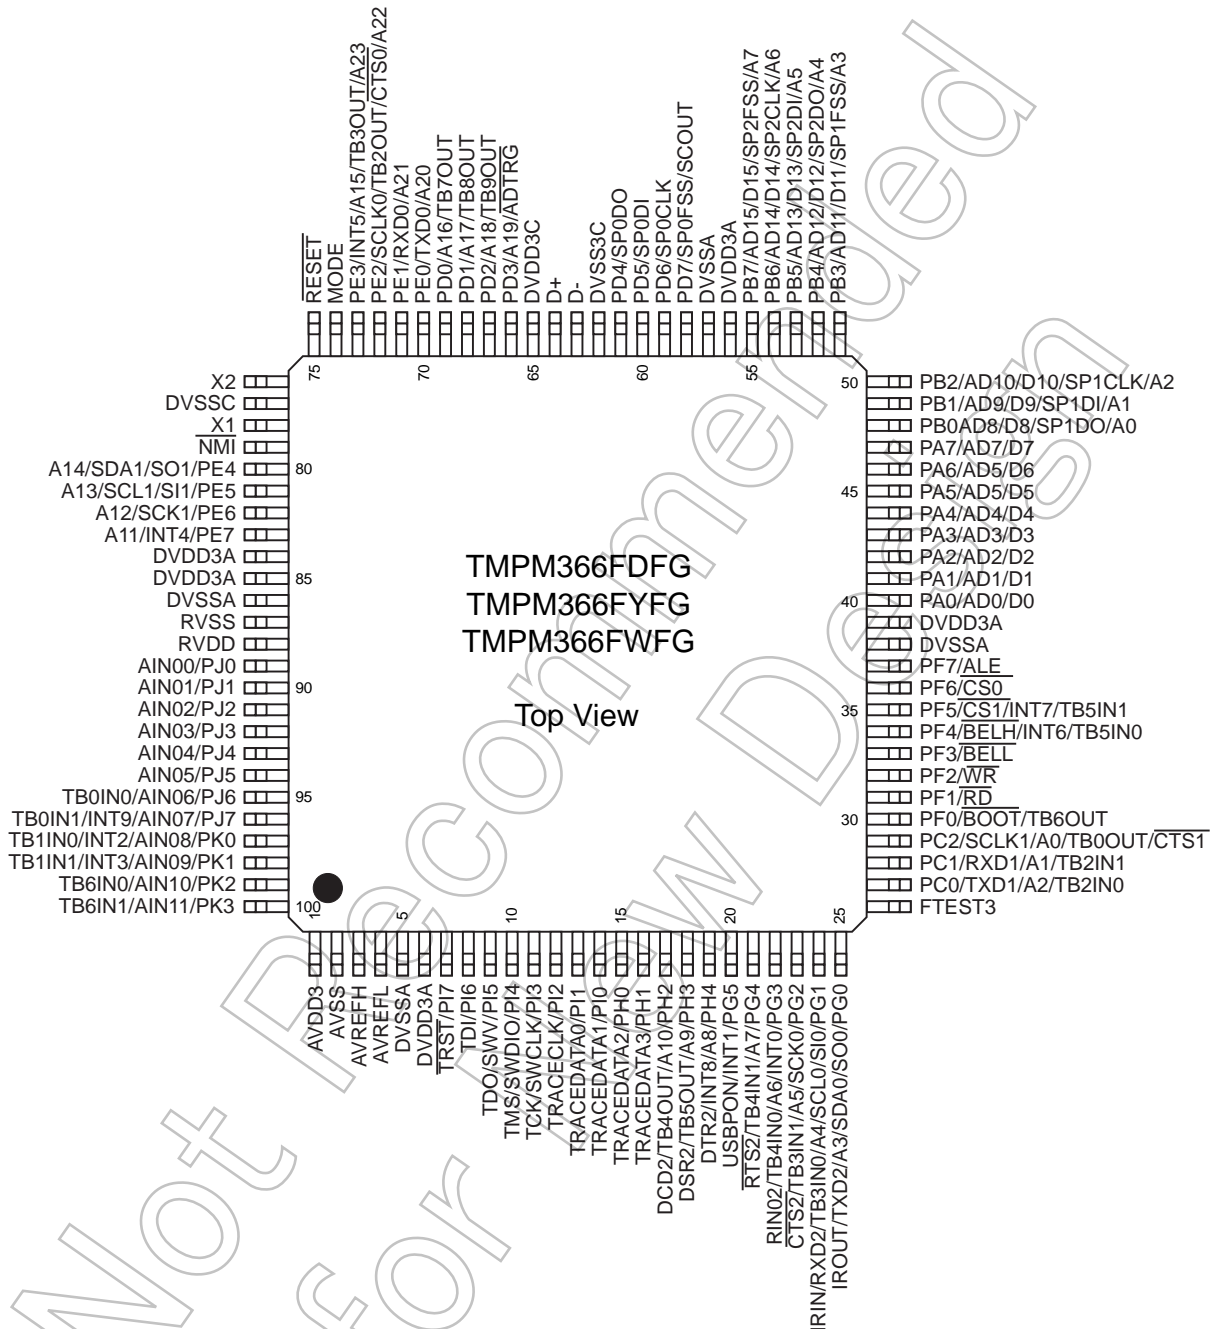 RESET
MODE
PE3/INT5/A15/TB3OUT/A23
PE2/SCLK0/TB2OUT/CTS0/A22
PE1/RXD0/A21
PE0/TXD0/A20
PD0/A16/TB7OUT
PD1/A17/TB8OUT
PD2/A18/TB9OUT
PD3/A19/ADTRG
DVDD3C
D+
D-
DVSS3C
PD4/SP0DO
PD5/SP0DI
PD6/SP0CLK
PD7/SP0FSS/SCOUT
DVSSA
DVDD3A
PB7/AD15/D15/SP2FSS/A7
PB6/AD14/D14/SP2CLK/A6
PB5/AD13/D13/SP2DI/A5
PB4/AD12/D12/SP2DO/A4
PB3/AD11/D11/SP1FSS/A3
75
70
65
60
55
X2
DVSSC
X1
NMI
A14/SDA1/SO1/PE4
A13/SCL1/SI1/PE5
A12/SCK1/PE6
A11/INT4/PE7
DVDD3A
DVDD3A
DVSSA
RVSS
RVDD
AIN00/PJ0
AIN01/PJ1
AIN02/PJ2
AIN03/PJ3
AIN04/PJ4
AIN05/PJ5
TB0IN0/AIN06/PJ6
TB0IN1/INT9/AIN07/PJ7
TB1IN0/INT2/AIN08/PK0
TB1IN1/INT3/AIN09/PK1
TB6IN0/AIN10/PK2
TB6IN1/AIN11/PK3
80
85
90
95
100
TMPM366FDFG
TMPM366FYFG
TMPM366FWFG
Top View
50
45
40
35
30
PB2/AD10/D10/SP1CLK/A2
PB1/AD9/D9/SP1DI/A1
PB0AD8/D8/SP1DO/A0
PA7/AD7/D7
PA6/AD5/D6
PA5/AD5/D5
PA4/AD4/D4
PA3/AD3/D3
PA2/AD2/D2
PA1/AD1/D1
PA0/AD0/D0
DVDD3A
DVSSA
PF7/ALE
PF6/CS0
PF5/CS1/INT7/TB5IN1
PF4/BELH/INT6/TB5IN0
PF3/BELL
PF2/WR
PF1/RD
PF0/BOOT/TB6OUT
PC2/SCLK1/A0/TB0OUT/CTS1
PC1/RXD1/A1/TB2IN1
PC0/TXD1/A2/TB2IN0
FTEST3
1
5
10
15
20
25
AVDD3
AVSS
AVREFH
AVREFL
DVSSA
DVDD3A
TRST/PI7
TDI/PI6
TDO/SWV/PI5
TMS/SWDIO/PI4
TCK/SWCLK/PI3
TRACECLK/PI2
TRACEDATA0/PI1
TRACEDATA1/PI0
TRACEDATA2/PH0
TRACEDATA3/PH1
DCD2/TB4OUT/A10/PH2
DSR2/TB5OUT/A9/PH3
DTR2/INT8/A8/PH4
USBPON/INT1/PG5
RTS2/TB4IN1/A7/PG4
RIN02/TB4IN0/A6/INT0/PG3
CTS2/TB3IN1/A5/SCK0/PG2
IRIN/RXD2/TB3IN0/A4/SCL0/SI0/PG1
IROUT/TXD2/A3/SDA0/SO0/PG0
Not Recommended
for New Design